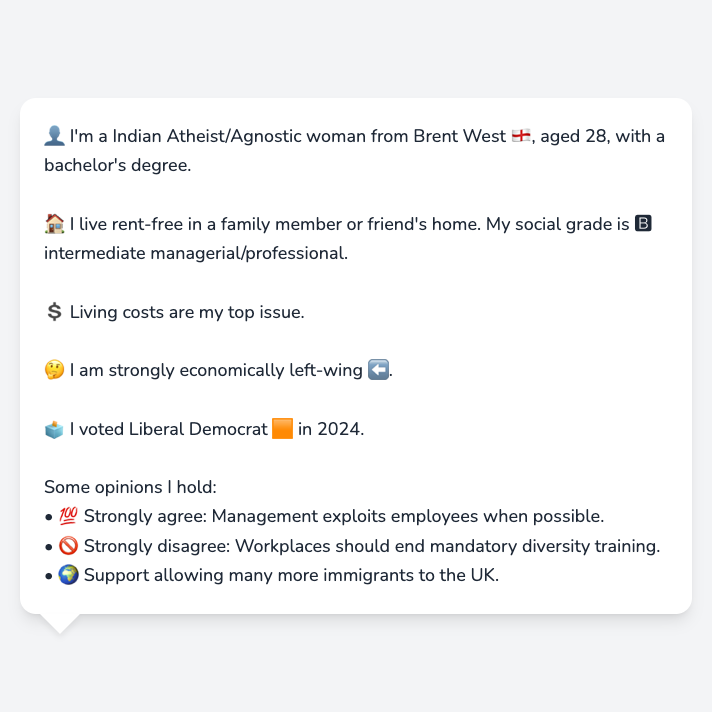 👤 I'm a Indian Atheist/Agnostic woman from Brent West 🏴󠁧󠁢󠁥󠁮󠁧󠁿, aged 28, with a
bachelor's degree.
🏠 I live rent-free in a family member or friend's home. My social grade is 🅱
intermediate managerial/professional.
💲 Living costs are my top issue.
🤔 I am strongly economically left-wing ⬅️.
🗳️ I voted Liberal Democrat 🟧 in 2024.
Some opinions I hold:
• 💯 Strongly agree: Management exploits employees when possible.
• 🚫 Strongly disagree: Workplaces should end mandatory diversity training.
• 🌍 Support allowing many more immigrants to the UK.